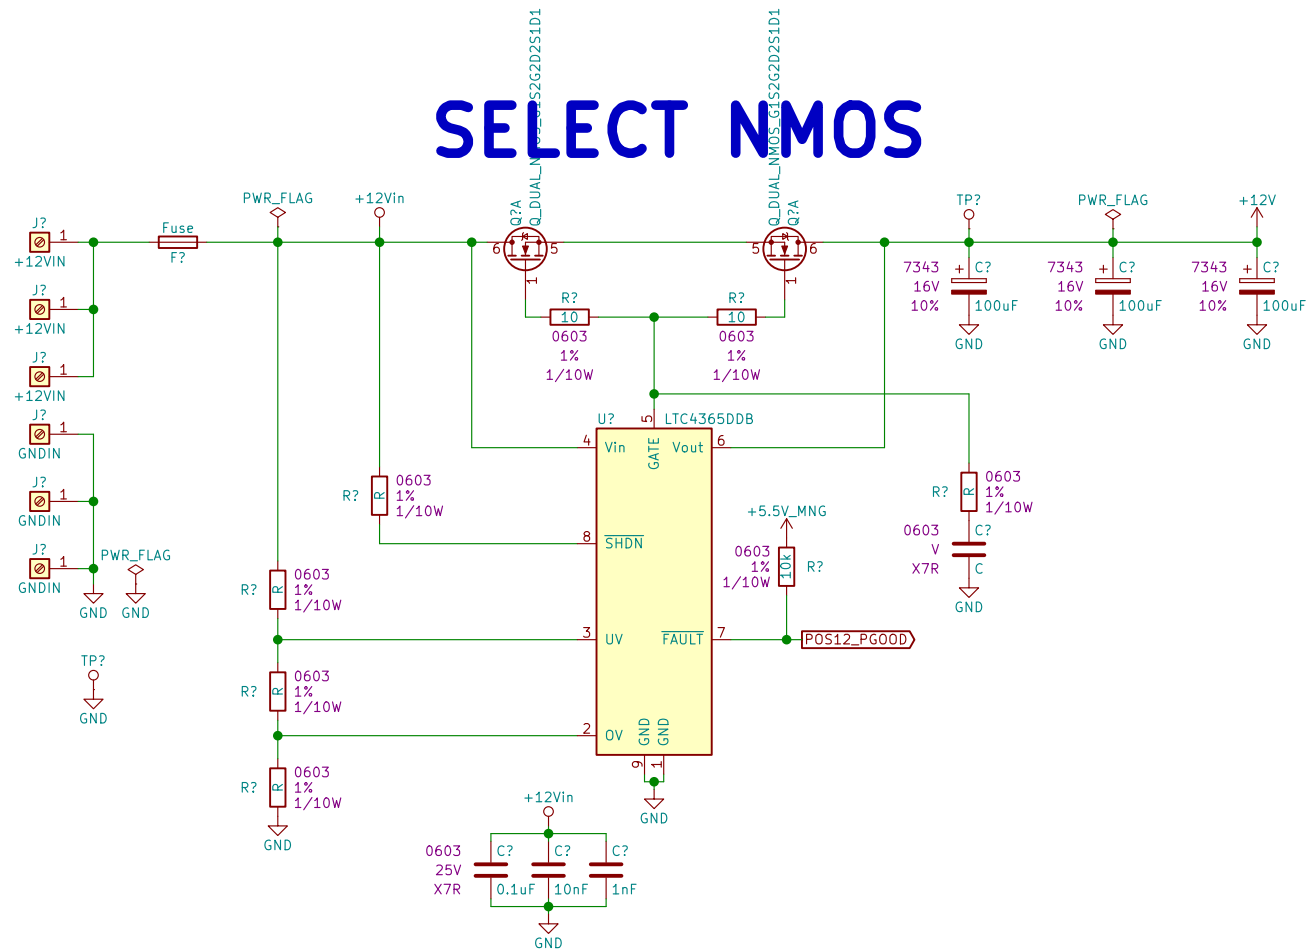 SELECT NMOS
Q_DUAL_NMOS_G1S2G2D2S1D1
Q?A
6
5
1
Q_DUAL_NMOS_G1S2G2D2S1D1
Q?A
5
6
1
J?
1
+12VIN
J?
1
+12VIN
J?
1
+12VIN
J?
1
GNDIN
J?
1
GNDIN
J?
1
GNDIN
GND
PWR_FLAG
GND
TP?
GND
Fuse
F?
PWR_FLAG
+12Vin
R?
10
0603
1%
1/10W
R?
10
0603
1%
1/10W
TP?
PWR_FLAG
+12V
7343
16V
10%
+
C?
100uF
GND
7343
16V
10%
+
C?
100uF
GND
7343
16V
10%
+
C?
100uF
GND
U?
LTC4365DDB
4
Vin
5
GATE
Vout
6
8
SHDN
3
UV
FAULT
7
2
OV
GND
GND
9
1
GND
R?
R
0603
1%
1/10W
R?
R
0603
1%
1/10W
R?
R
0603
1%
1/10W
R?
R
0603
1%
1/10W
GND
+5.5V_MNG
0603
1%
1/10W
10k
R?
POS12_PGOOD
R?
R
0603
1%
1/10W
0603
V
X7R
C?
C
GND
+12Vin
0603
25V
X7R
C?
0.1uF
C?
10nF
C?
1nF
GND